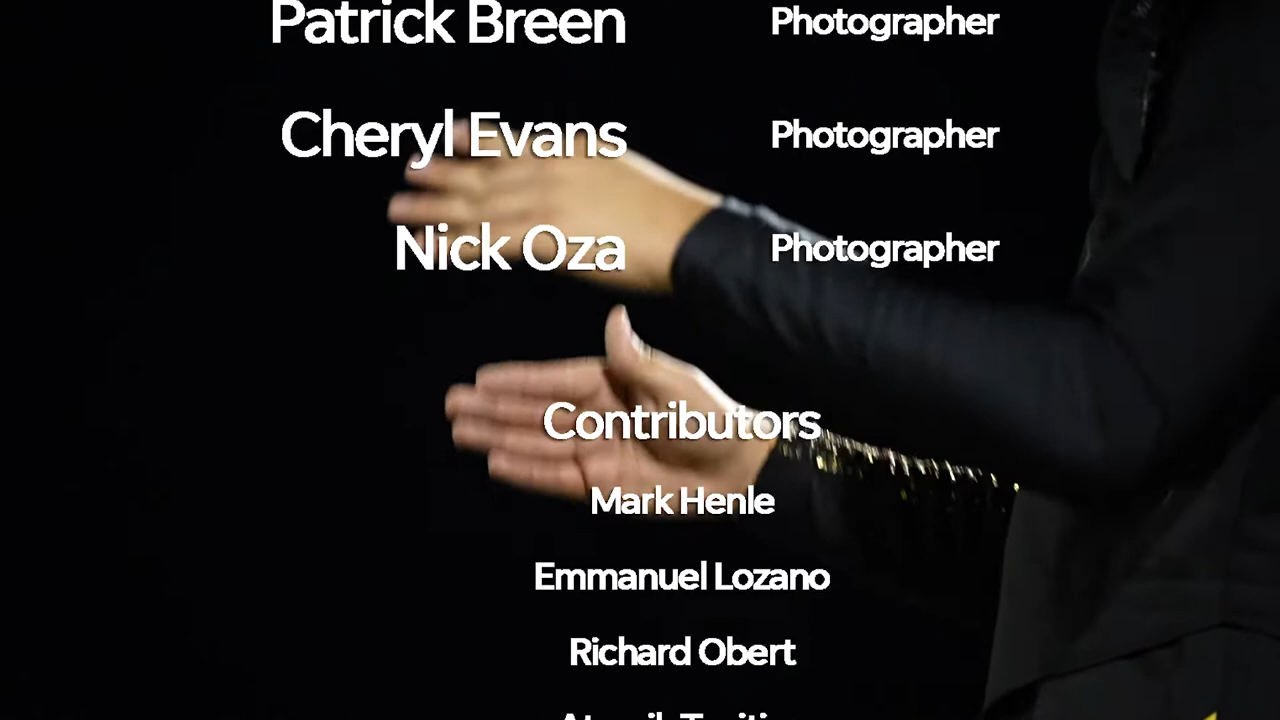 Patrick Breen Photographer
Cheryl Evans Photographer
Nick Oza Photographer
Contributors
Mark Henle
Emmanuel Lozano
Richard Obert